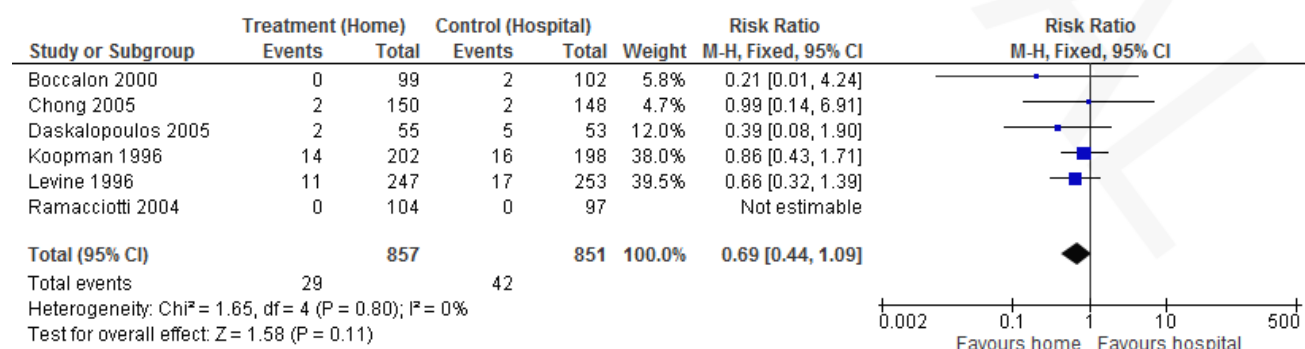 Treatment (Home) Control (Hospital) Risk Ratio Risk Ratio
Study or Subgroup Events Total Events Total Weight M-H, Fixed, 95% CI M-H, Fixed, 95% CI
Boccalon 2000 0 99 2 102 5.8% 0.21 [0.01, 4.24]
Chong 2005 2 150 2 148 4.7% 0.99 [0.14, 6.91]
Daskalopoulos 2005 2 55 5 53 12.0% 0.39 [0.08, 1.90]
Koopman 1996 14 202 16 198 38.0% 0.86 [0.43, 1.71]
Levine 1996 11 247 17 253 39.5% 0.66 [0.32, 1.39]
Ramacciotti 2004 0 104 0 97 Not estimable
Total (95% CI) 857 851 100.0% 0.69 [0.44, 1.09]
Total events 29 42
Heterogeneity: Chi² = 1.65, df = 4 (P = 0.80); I² = 0%
Test for overall effect: Z = 1.58 (P = 0.11)
0.002 0.1 1 10 500
Favours home Favours hospital